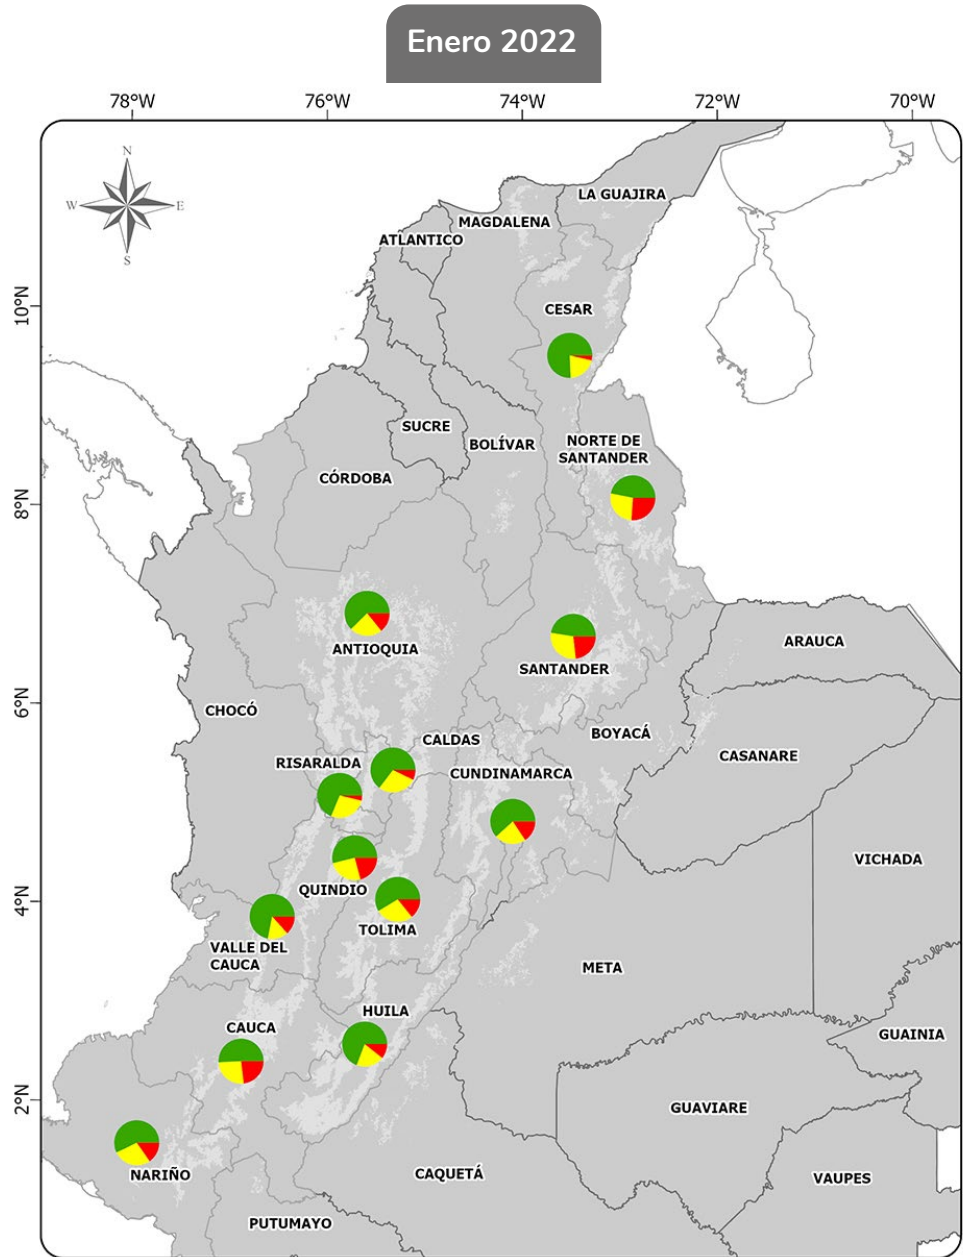 Enero 2022
78°W
76°W
74°W
72°W
70°W
N
W
E
S
10°N
8°N
6°N
4°N
2°N
LA GUAJIRA
MAGDALENA
ATLANTICO
CESAR
SUCRE
BOLÍVAR
NORTE DE
SANTANDER
CÓRDOBA
ANTIOQUIA
SANTANDER
ARAUCA
CHOCÓ
BOYACÁ
CALDAS
CASANARE
RISARALDA
CUNDINAMARCA
VICHADA
QUINDIO
TOLIMA
VALLE DEL
CAUCA
META
HUILA
CAUCA
GUAINIA
GUAVIARE
NARIÑO
CAQUETÁ
VAUPES
PUTUMAYO